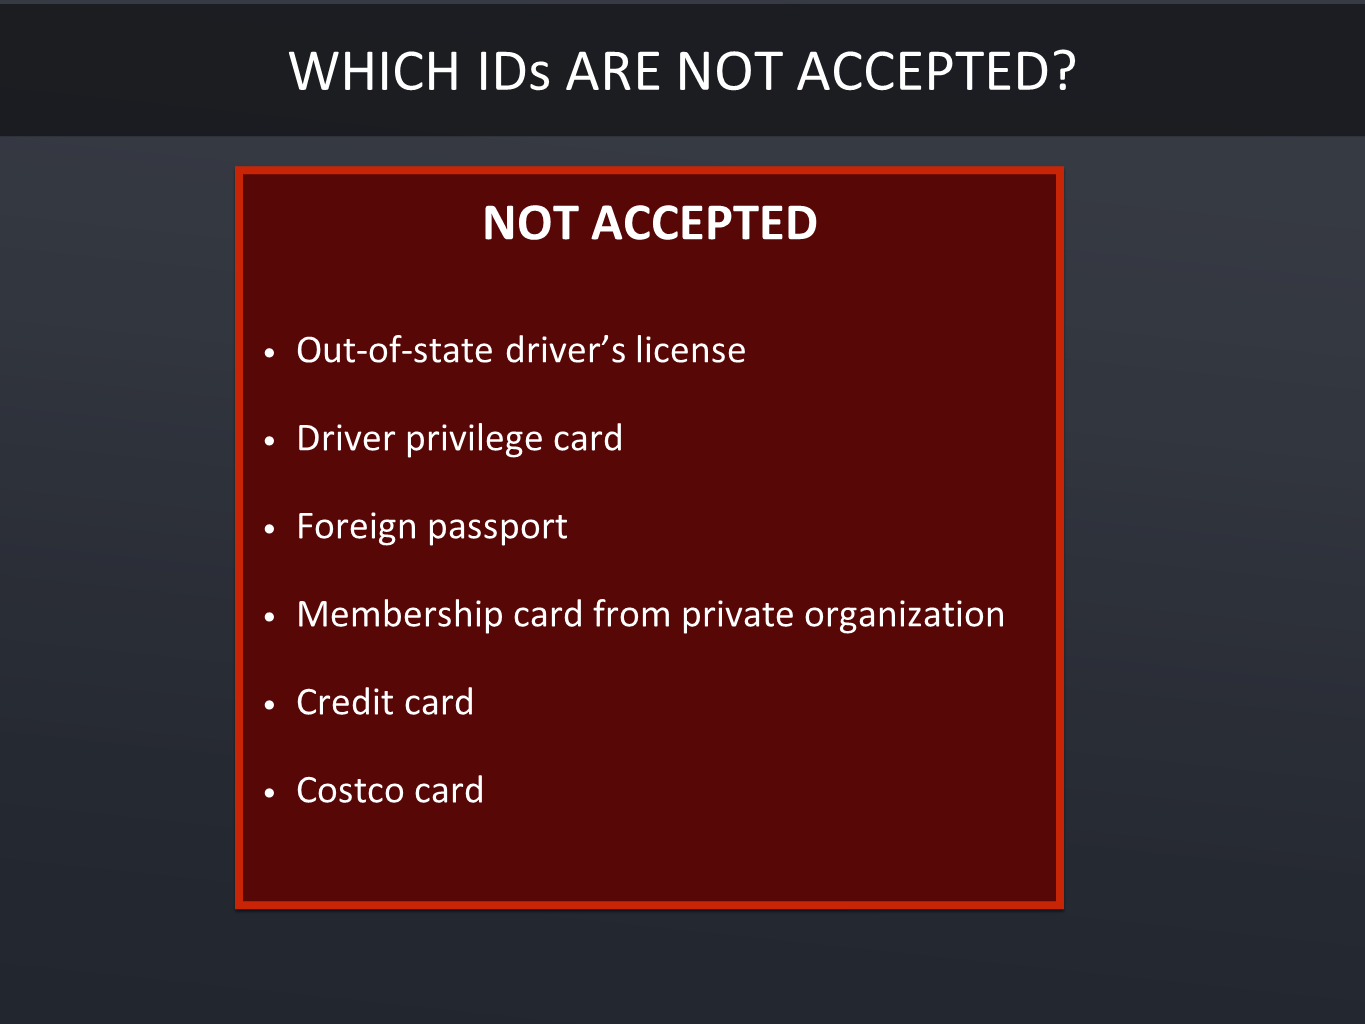 WHICH IDs ARE NOT ACCEPTED?
NOT ACCEPTED
• Out-of-state driver’s license
• Driver privilege card
• Foreign passport
• Membership card from private organization
• Credit card
• Costco card